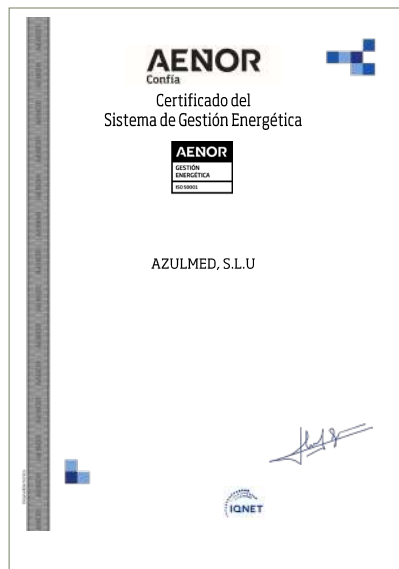 AENOR
Confía
Certificado del
Sistema de Gestión Energética
AENOR
GESTIÓN
ENERGÉTICA
ISO 50001
AZULMED, S.L.U
IQNET